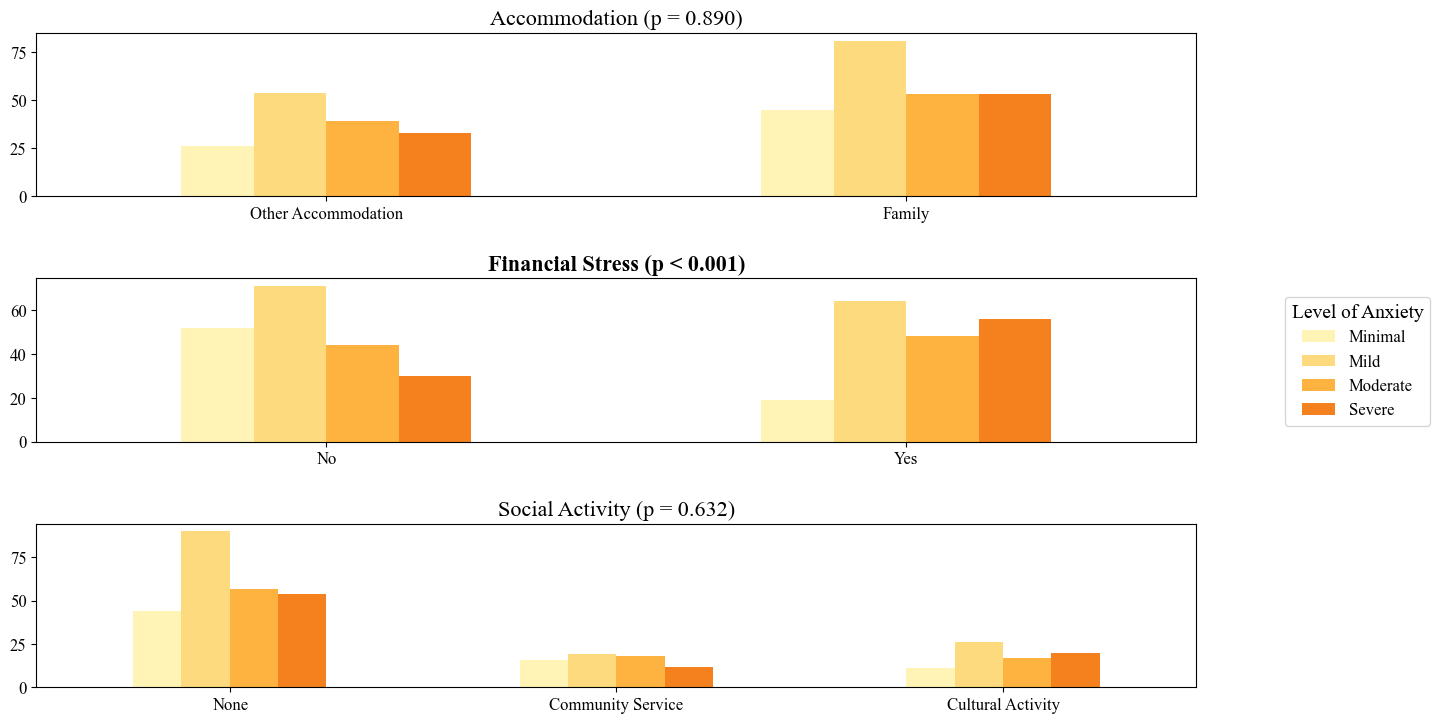 Accommodation (p = 0.890)
75
50
25
0
Other Accommodation
Family
Financial Stress (p < 0.001)
60
40
20
0
No
Yes
Level of Anxiety
Minimal
Mild
Moderate
Severe
Social Activity (p = 0.632)
75
50
25
0
None
Community Service
Cultural Activity